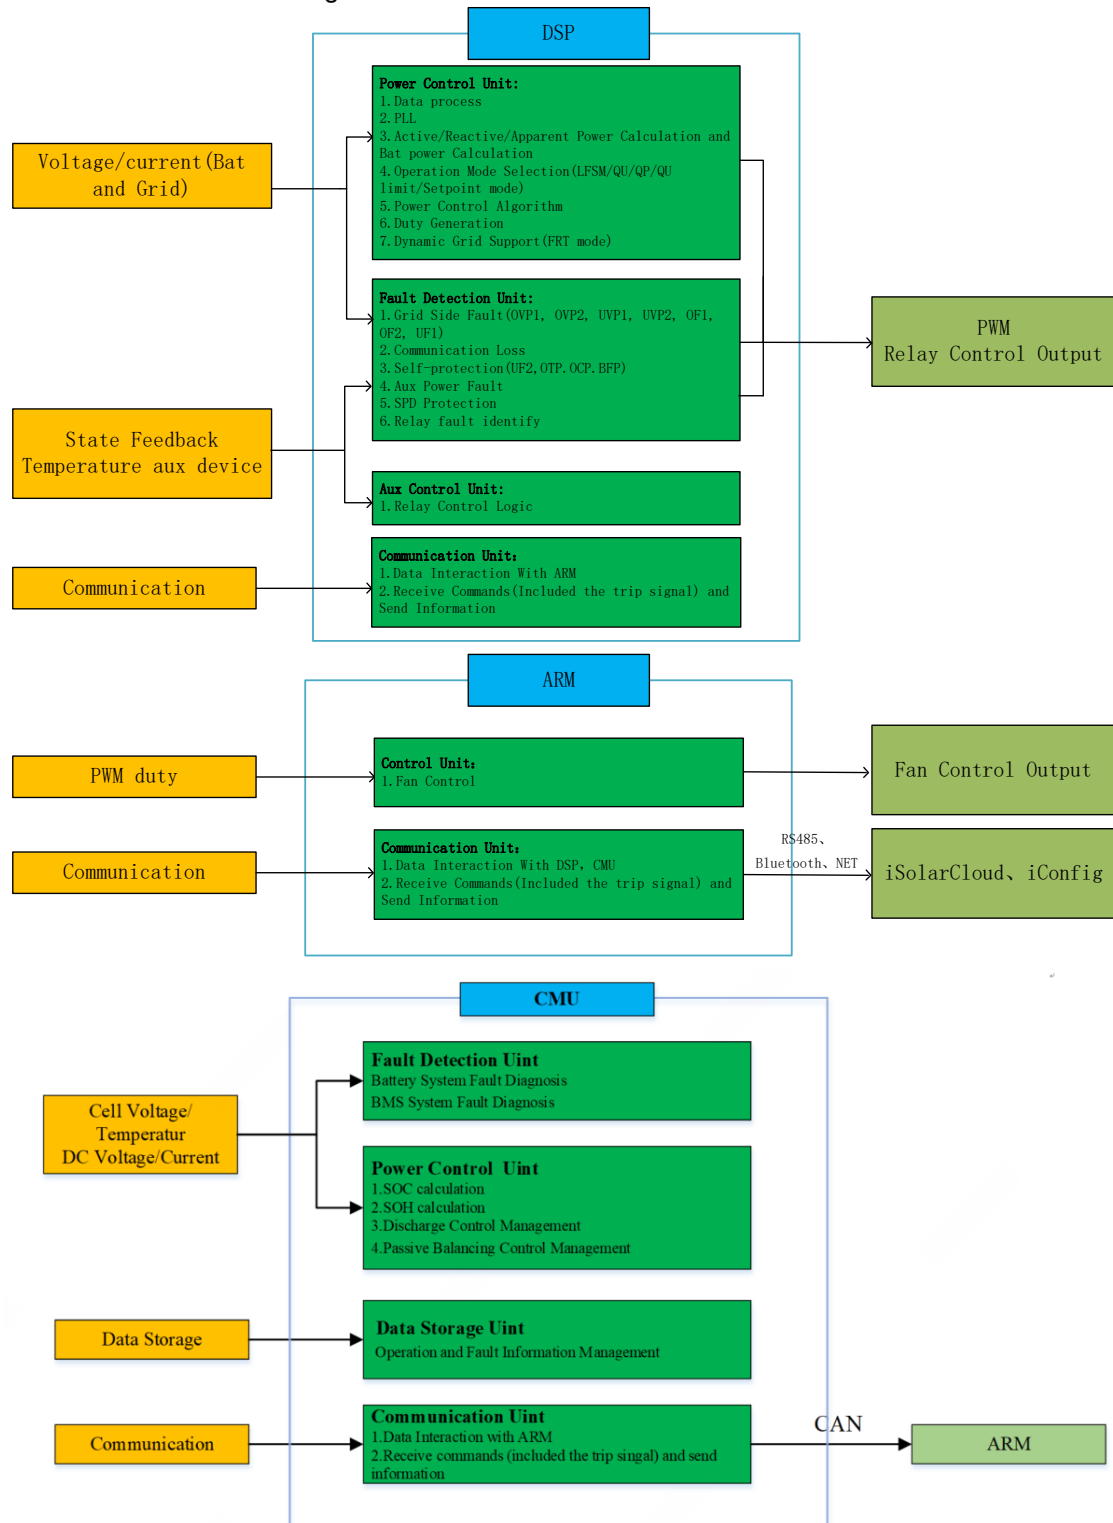 DSP
Power Control Unit:
1.Data process
2.PLL
3.Active/Reactive/Apparent Power Calculation and
Bat power Calculation
4.Operation Mode Selection(LFSM/QU/QP/QU
limit/Setpoint mode)
5.Power Control Algorithm
6.Duty Generation
7.Dynamic Grid Support(FRT mode)
Voltage/current(Bat
and Grid)
Fault Detection Unit:
1.Grid Side Fault(OVP1, OVP2, UVP1, UVP2, OF1,
OF2, UF1)
2.Communication Loss
3.Self-protection(UF2,OTP.OCP.BFP)
4.Aux Power Fault
5.SPD Protection
6.Relay fault identify
PWM
Relay Control Output
State Feedback
Temperature aux device
Aux Control Unit:
1.Relay Control Logic
Communication
Communication Unit:
1.Data Interaction With ARM
2.Receive Commands(Included the trip signal) and
Send Information
ARM
PWM duty
Control Unit:
1.Fan Control
Fan Control Output
Communication
Communication Unit:
1.Data Interaction With DSP, CMU
2.Receive Commands(Included the trip signal) and
Send Information
RS485、
Bluetooth、NET
iSolarCloud、iConfig
CMU
Cell Voltage/
Temperatur
DC Voltage/Current
Fault Detection Uint
Battery System Fault Diagnosis
BMS System Fault Diagnosis
Power Control Uint
1.SOC calculation
2.SOH calculation
3.Discharge Control Management
4.Passive Balancing Control Management
Data Storage
Data Storage Uint
Operation and Fault Information Management
Communication
Communication Uint
1.Data Interaction with ARM
2.Receive commands (included the trip singal) and send
information
CAN
ARM